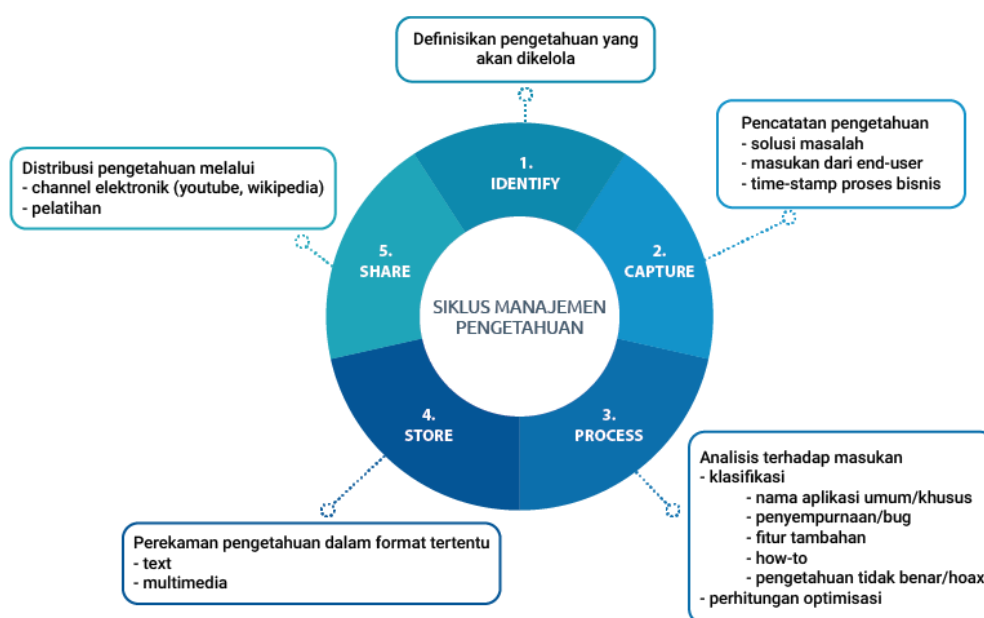 Definisikan pengetahuan yang
akan dikelola
1.
IDENTIFY
Pencatatan pengetahuan
- solusi masalah
- masukan dari end-user
- time-stamp proses bisnis
2.
CAPTURE
Analisis terhadap masukan
- klasifikasi
- nama aplikasi umum/khusus
- penyempurnaan/bug
- fitur tambahan
- how-to
- pengetahuan tidak benar/hoax
- perhitungan optimisasi
3.
PROCESS
Perekaman pengetahuan dalam format tertentu
- text
- multimedia
4.
STORE
Distribusi pengetahuan melalui
- channel elektronik (youtube, wikipedia)
- pelatihan
5.
SHARE
SIKLUS MANAJEMEN
PENGETAHUAN